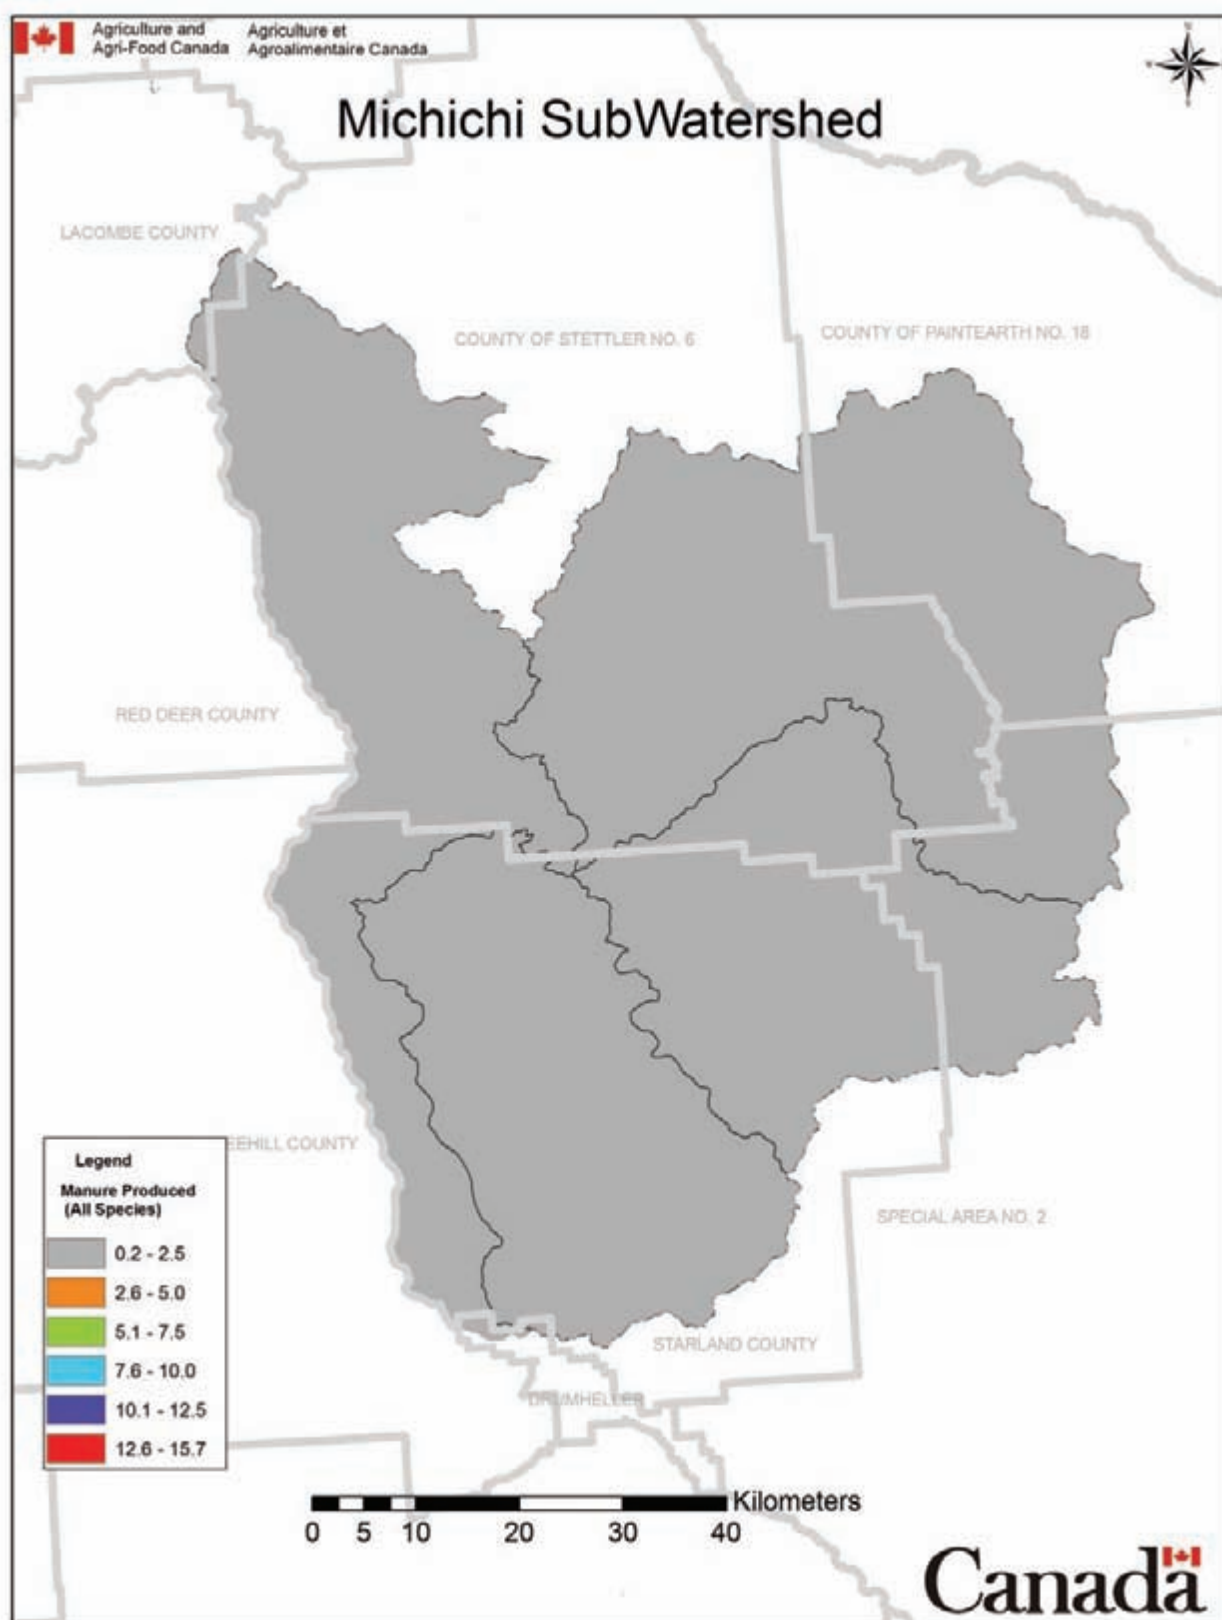 Agriculture and Agriculture et
Agri-Food Canada Agroalimentaire Canada
Michichi SubWatershed
LACOMBE COUNTY
COUNTY OF STETTLER NO. 6
COUNTY OF PAINTEARTH NO. 18
RED DEER COUNTY
EEHILL COUNTY
SPECIAL AREA NO. 2
STARLAND COUNTY
DRUMHELLER
Legend
Manure Produced
(All Species)
0.2 - 2.5
2.6 - 5.0
5.1 - 7.5
7.6 - 10.0
10.1 - 12.5
12.6 - 15.7
Kilometers
0 5 10 20 30 40
Canada